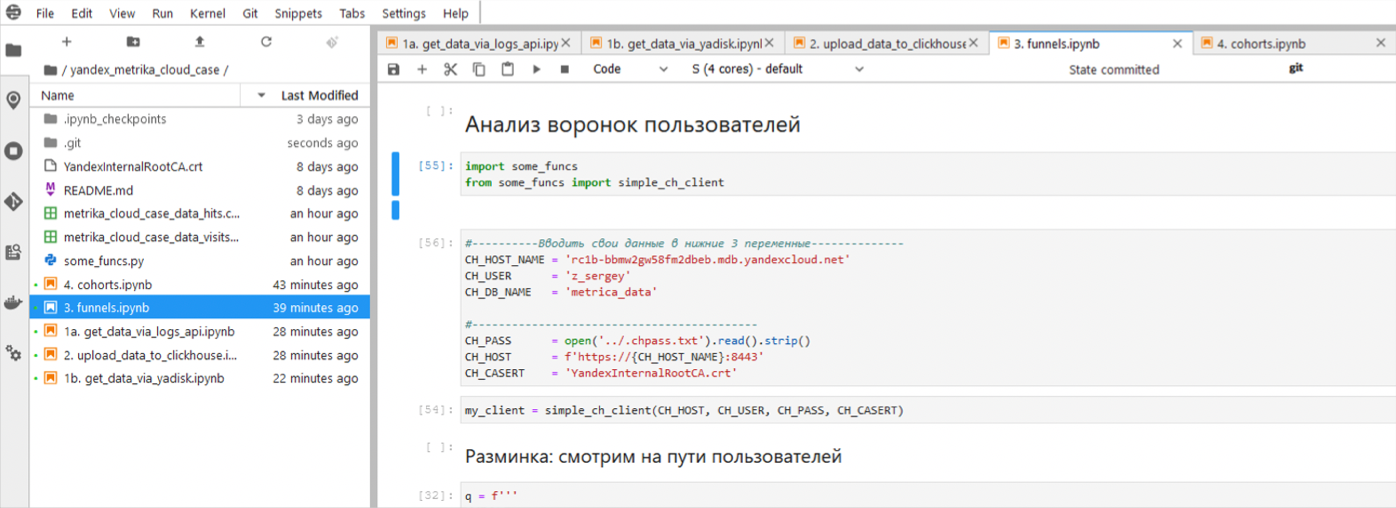 File Edit View Run Kernel Git Snippets Tabs Settings Help
/ yandex_metrika_cloud_case /
Name Last Modified
.ipynb_checkpoints 3 days ago
.git seconds ago
YandexInternalRootCA.crt 8 days ago
README.md 8 days ago
metrika_cloud_case_data_hits.c... an hour ago
metrika_cloud_case_data_visits... an hour ago
some_funcs.py an hour ago
4. cohorts.ipynb 43 minutes ago
3. funnels.ipynb 39 minutes ago
1a. get_data_via_logs_api.ipynb 28 minutes ago
2. upload_data_to_clickhouse.i... 28 minutes ago
1b. get_data_via_yadisk.ipynb 22 minutes ago
1a. get_data_via_logs_api.ipy 1b. get_data_via_yadisk.ipynl 2. upload_data_to_clickhouse 3. funnels.ipynb 4. cohorts.ipynb
Code S (4 cores) - default State committed git
[ ]:
Анализ воронок пользователей
[55]: import some_funcs
from some_funcs import simple_ch_client
[56]: #----------Вводить свои данные в нижние 3 переменные--------------
CH_HOST_NAME = 'rc1b-bbmw2gw58fm2dbeb.mdb.yandexcloud.net'
CH_USER = 'z_sergey'
CH_DB_NAME = 'metrica_data'
#-------------------------------------------
CH_PASS = open('../.chpass.txt').read().strip()
CH_HOST = f'https://{CH_HOST_NAME}:8443'
CH_CASERT = 'YandexInternalRootCA.crt'
[54]: my_client = simple_ch_client(CH_HOST, CH_USER, CH_PASS, CH_CASERT)
[ ]:
Разминка: смотрим на пути пользователей
[32]: q = f'''